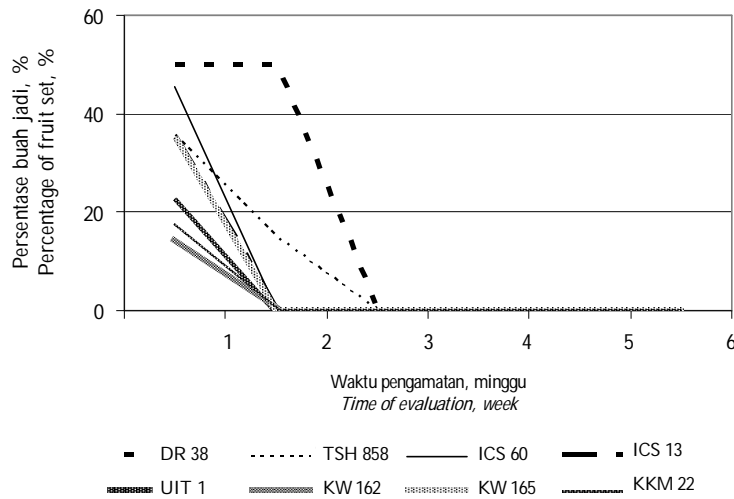 Persentase buah jadi, %
Percentage of fruit set, %
60
40
20
0
1 2 3 4 5 6
Waktu pengamatan, minggu
Time of evaluation, week
DR 38 TSH 858 ICS 60 ICS 13
UIT 1 KW 162 KW 165 KKM 22